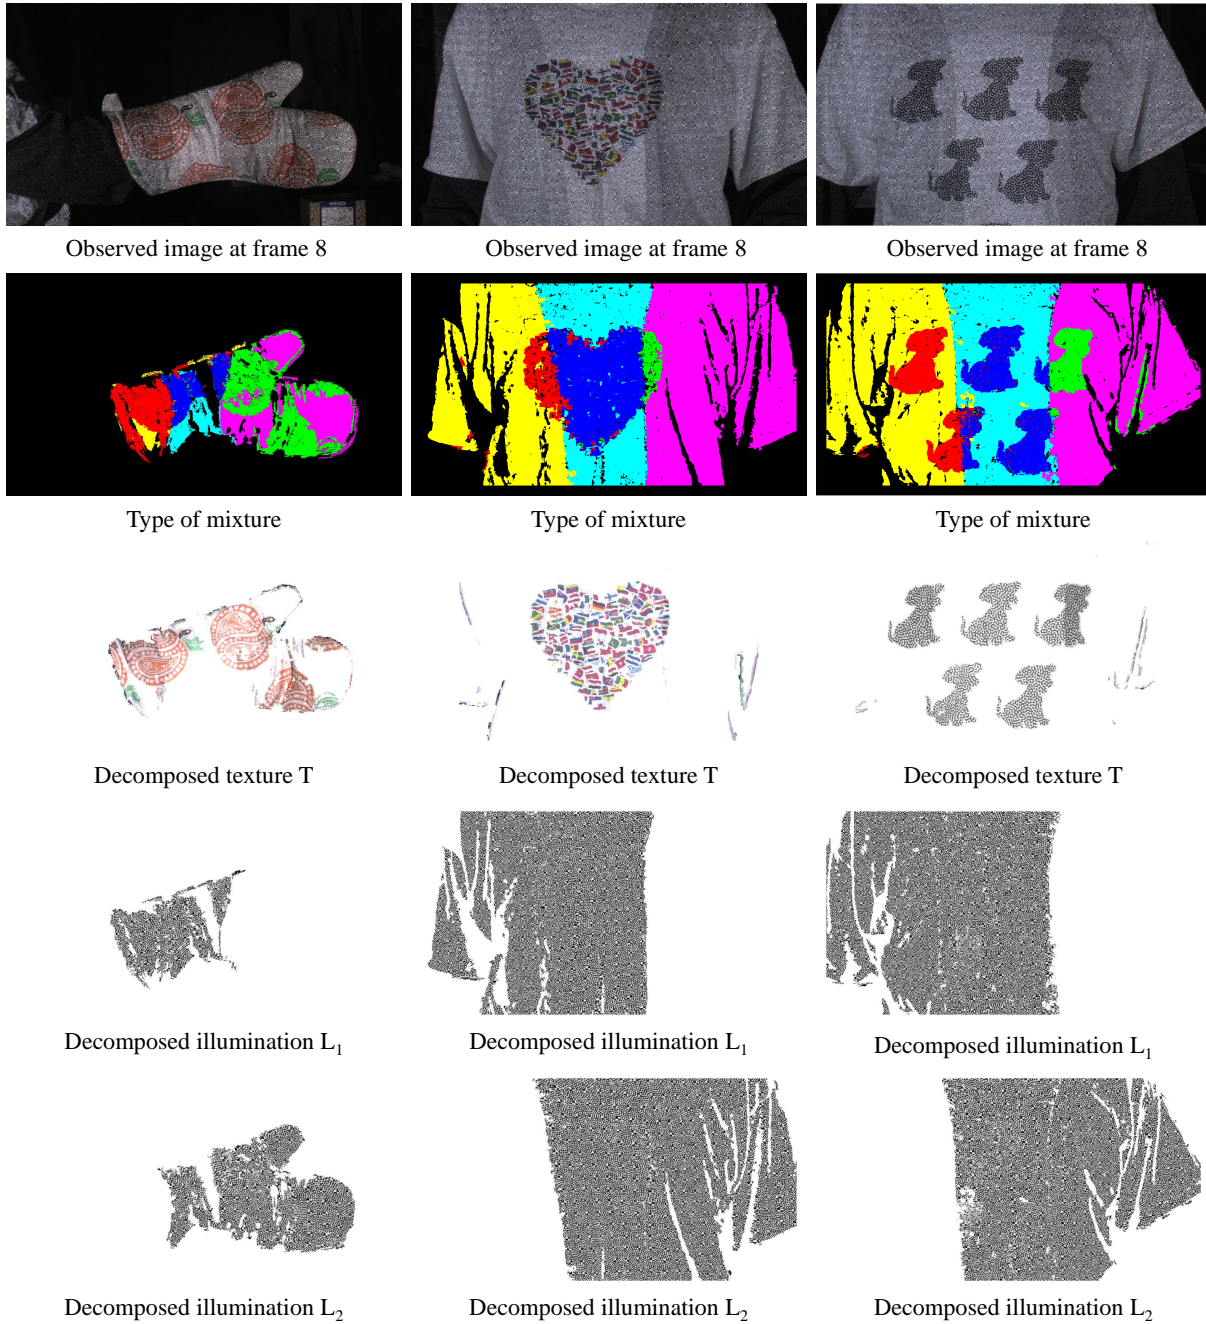 Observed image at frame 8
Observed image at frame 8
Observed image at frame 8
Type of mixture
Type of mixture
Type of mixture
Decomposed texture T
Decomposed texture T
Decomposed texture T
Decomposed illumination L₁
Decomposed illumination L₁
Decomposed illumination L₁
Decomposed illumination L₂
Decomposed illumination L₂
Decomposed illumination L₂